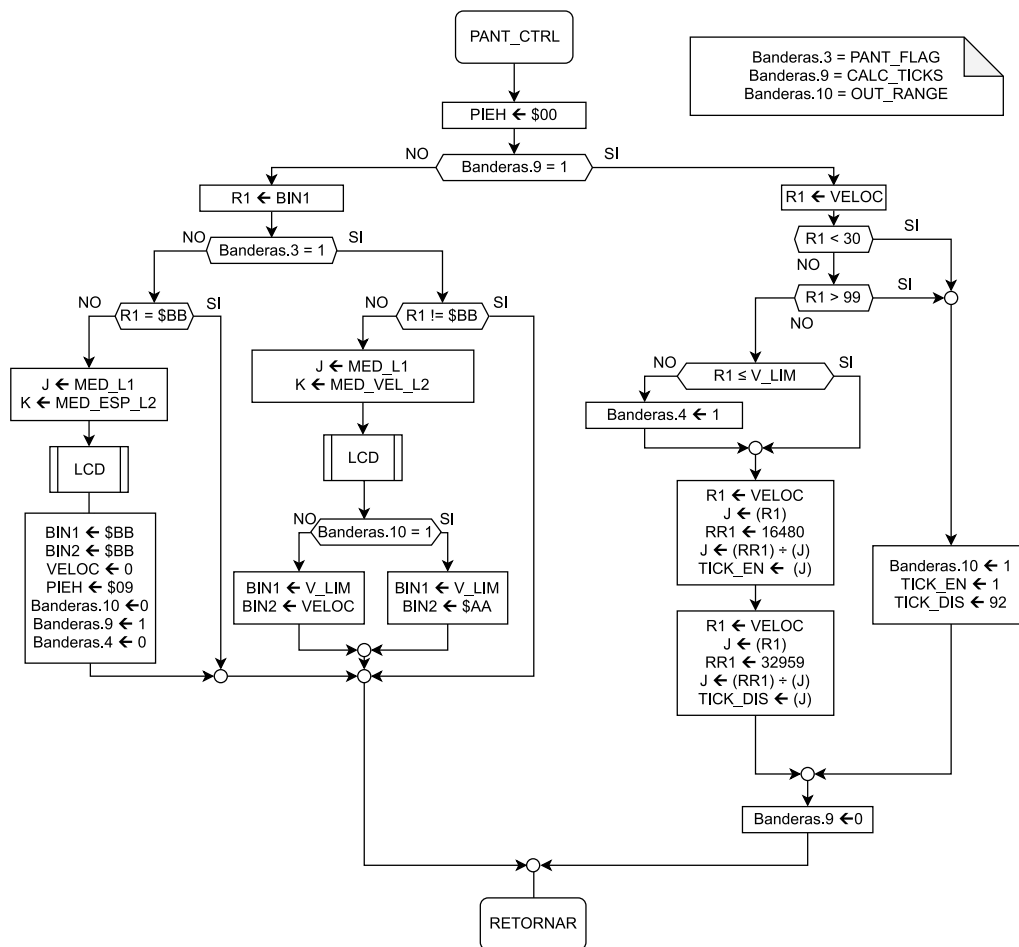 PANT_CTRL
Banderas.3 = PANT_FLAG
Banderas.9 = CALC_TICKS
Banderas.10 = OUT_RANGE
PIEH ← $00
NO
Banderas.9 = 1
SI
R1 ← BIN1
R1 ← VELOC
NO
Banderas.3 = 1
SI
R1 < 30
SI
NO
NO
R1 = $BB
SI
NO
R1 != $BB
SI
R1 > 99
SI
NO
J ← MED_L1
K ← MED_ESP_L2
J ← MED_L1
K ← MED_VEL_L2
NO
R1 ≤ V_LIM
SI
Banderas.4 ← 1
LCD
LCD
R1 ← VELOC
J ← (R1)
RR1 ← 16480
J ← (RR1) ÷ (J)
TICK_EN ← (J)
BIN1 ← $BB
BIN2 ← $BB
VELOC ← 0
PIEH ← $09
Banderas.10 ←0
Banderas.9 ← 1
Banderas.4 ← 0
NO
Banderas.10 = 1
SI
BIN1 ← V_LIM
BIN2 ← VELOC
BIN1 ← V_LIM
BIN2 ← $AA
Banderas.10 ← 1
TICK_EN ← 1
TICK_DIS ← 92
R1 ← VELOC
J ← (R1)
RR1 ← 32959
J ← (RR1) ÷ (J)
TICK_DIS ← (J)
Banderas.9 ←0
RETORNAR